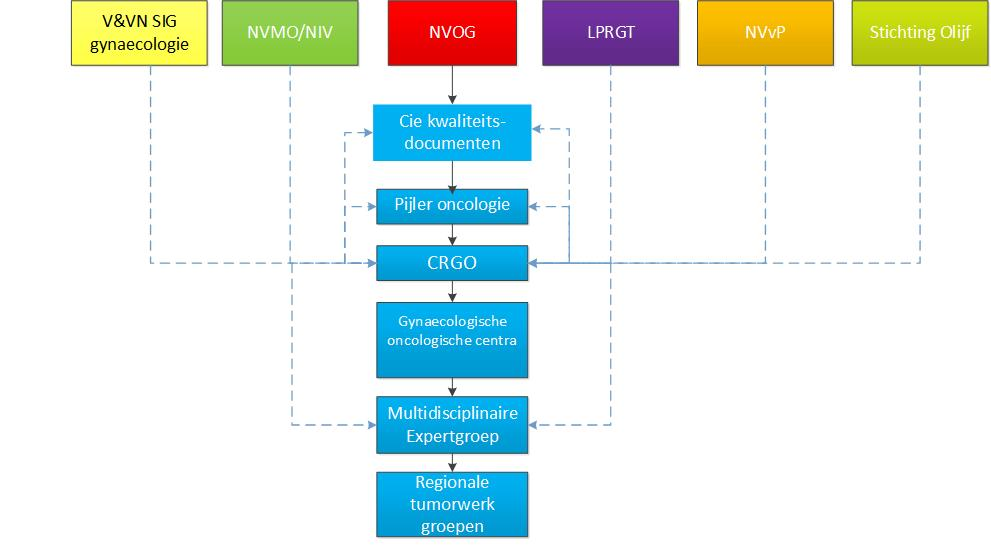 V&VN SIG
gynaecologie
NVMO/NIV
NVOG
LPRGT
NVvP
Stichting Olijf
Cie kwaliteits-
documenten
Pijler oncologie
CRGO
Gynaecologische
oncologische centra
Multidisciplinaire
Expertgroep
Regionale
tumorwerk
groepen